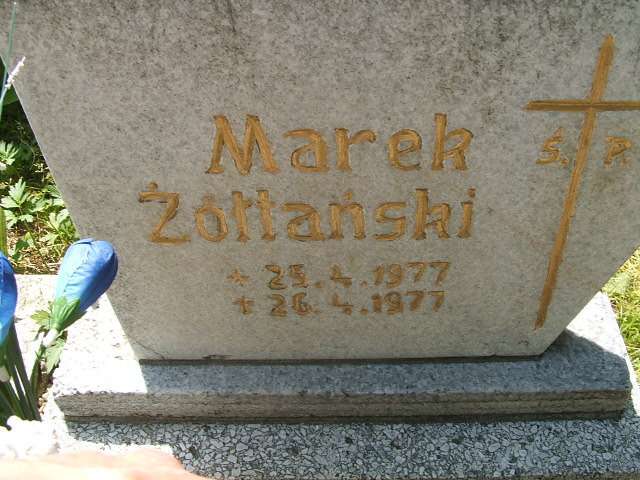 Marek
Ś. P.
Żółtański
* 25.4.1977
+ 26.4.1977